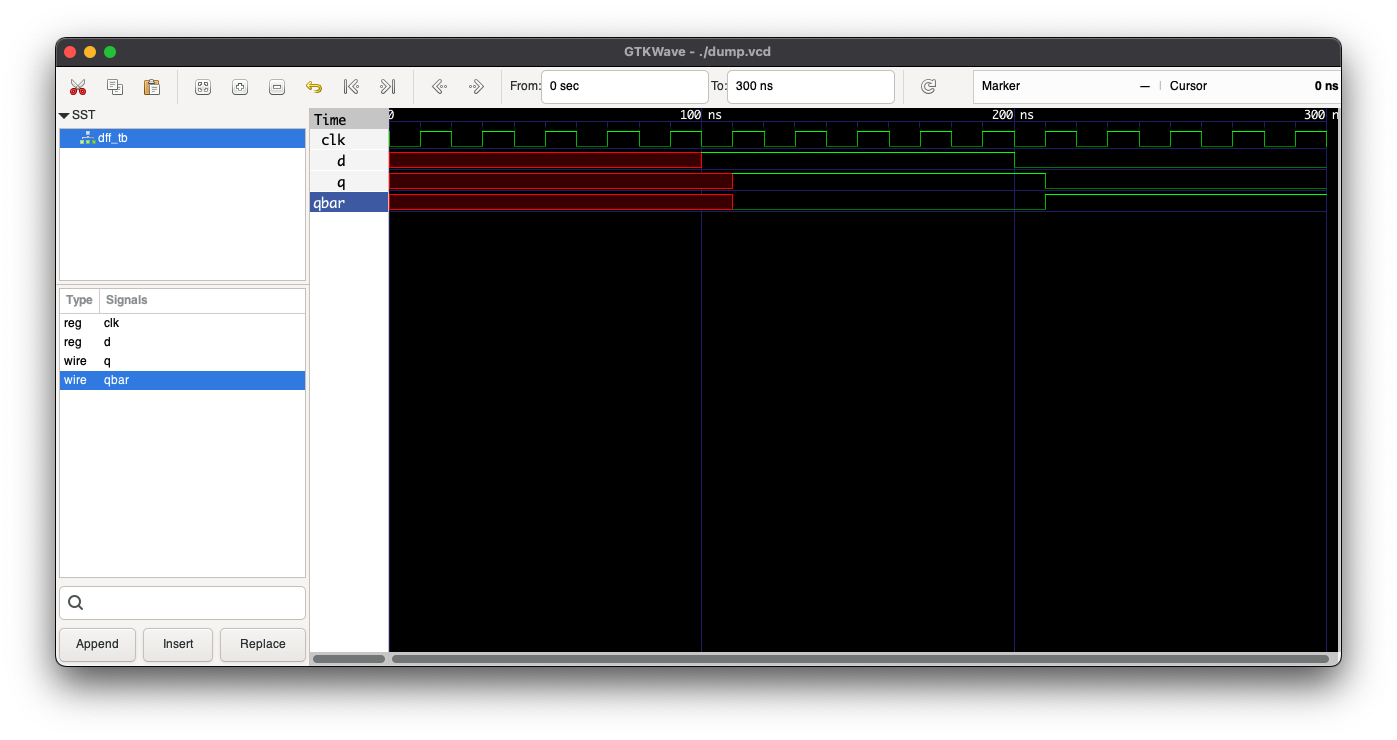 GTKWave - ./dump.vcd
From: 0 sec To: 300 ns Marker — | Cursor 0 ns
SST
dff_tb
Time
0 100 ns 200 ns 300 n
clk
d
q
qbar
Type Signals
reg clk
reg d
wire q
wire qbar
Append Insert Replace